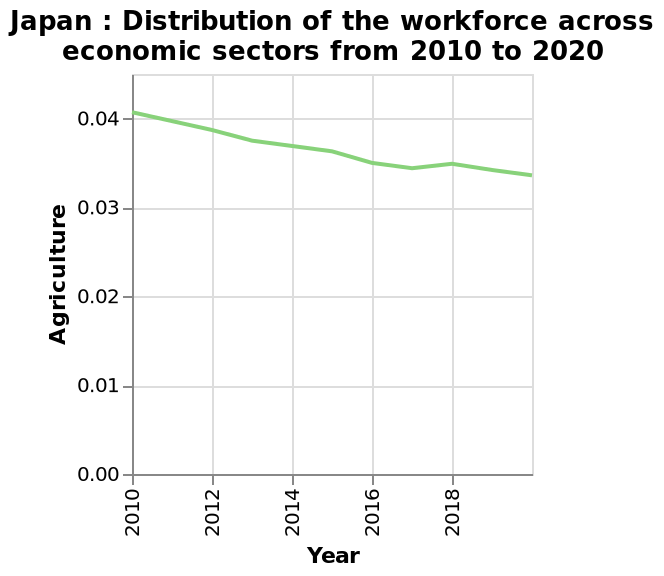 Japan : Distribution of the workforce across
economic sectors from 2010 to 2020
Agriculture
0.04
0.03
0.02
0.01
0.00
2010
2012
2014
2016
2018
Year